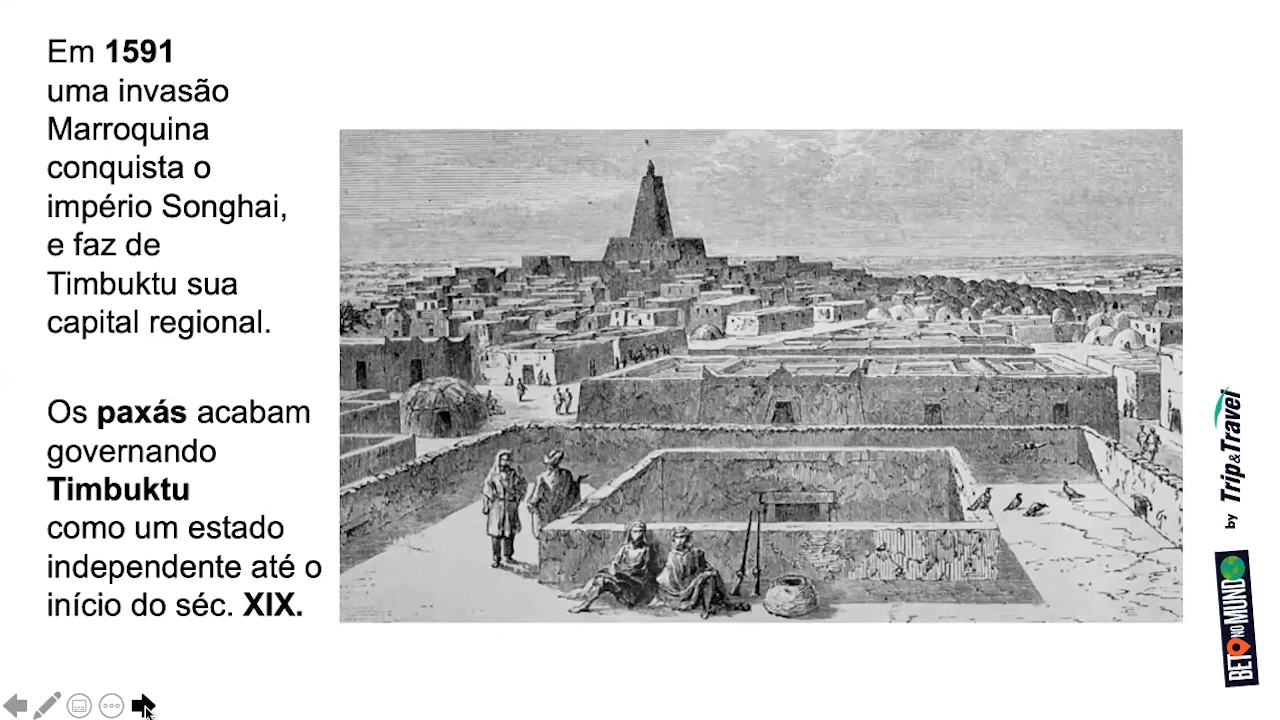 Em 1591
uma invasão
Marroquina
conquista o
império Songhai,
e faz de
Timbuktu sua
capital regional.
Os paxás acabam
governando
Timbuktu
como um estado
independente até o
início do séc. XIX.
BETO NO MUNDO
by Trip&Travel